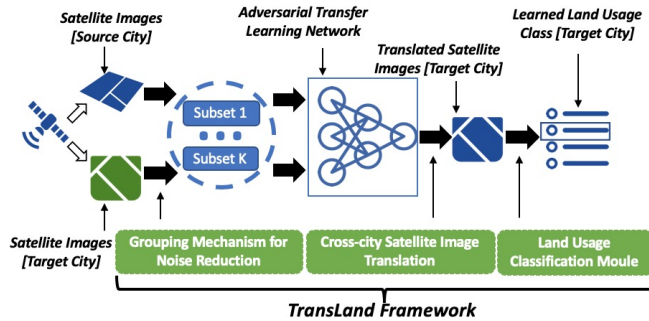 Satellite Images
[Source City]
Adversarial Transfer
Learning Network
Learned Land Usage
Class [Target City]
Translated Satellite
Images [Target City]
Subset 1
Subset K
Satellite Images
[Target City]
Grouping Mechanism for
Noise Reduction
Cross-city Satellite Image
Translation
Land Usage
Classification Moule
TransLand Framework